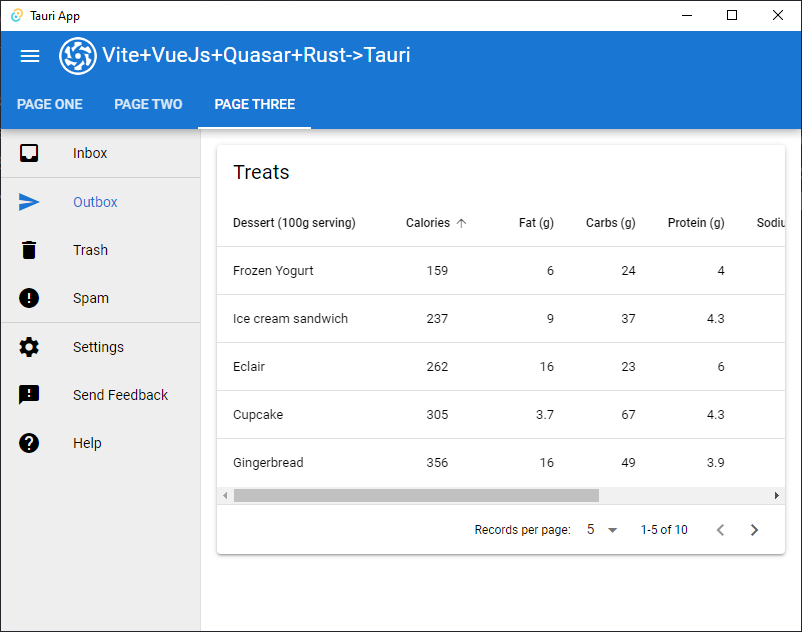 Tauri App
Vite+VueJs+Quasar+Rust->Tauri
PAGE ONE PAGE TWO PAGE THREE
Inbox
Outbox
Trash
Spam
Settings
Send Feedback
Help
Treats
Dessert (100g serving) Calories Fat (g) Carbs (g) Protein (g) Sodiu
Frozen Yogurt 159 6 24 4
Ice cream sandwich 237 9 37 4.3
Eclair 262 16 23 6
Cupcake 305 3.7 67 4.3
Gingerbread 356 16 49 3.9
Records per page: 5 1-5 of 10